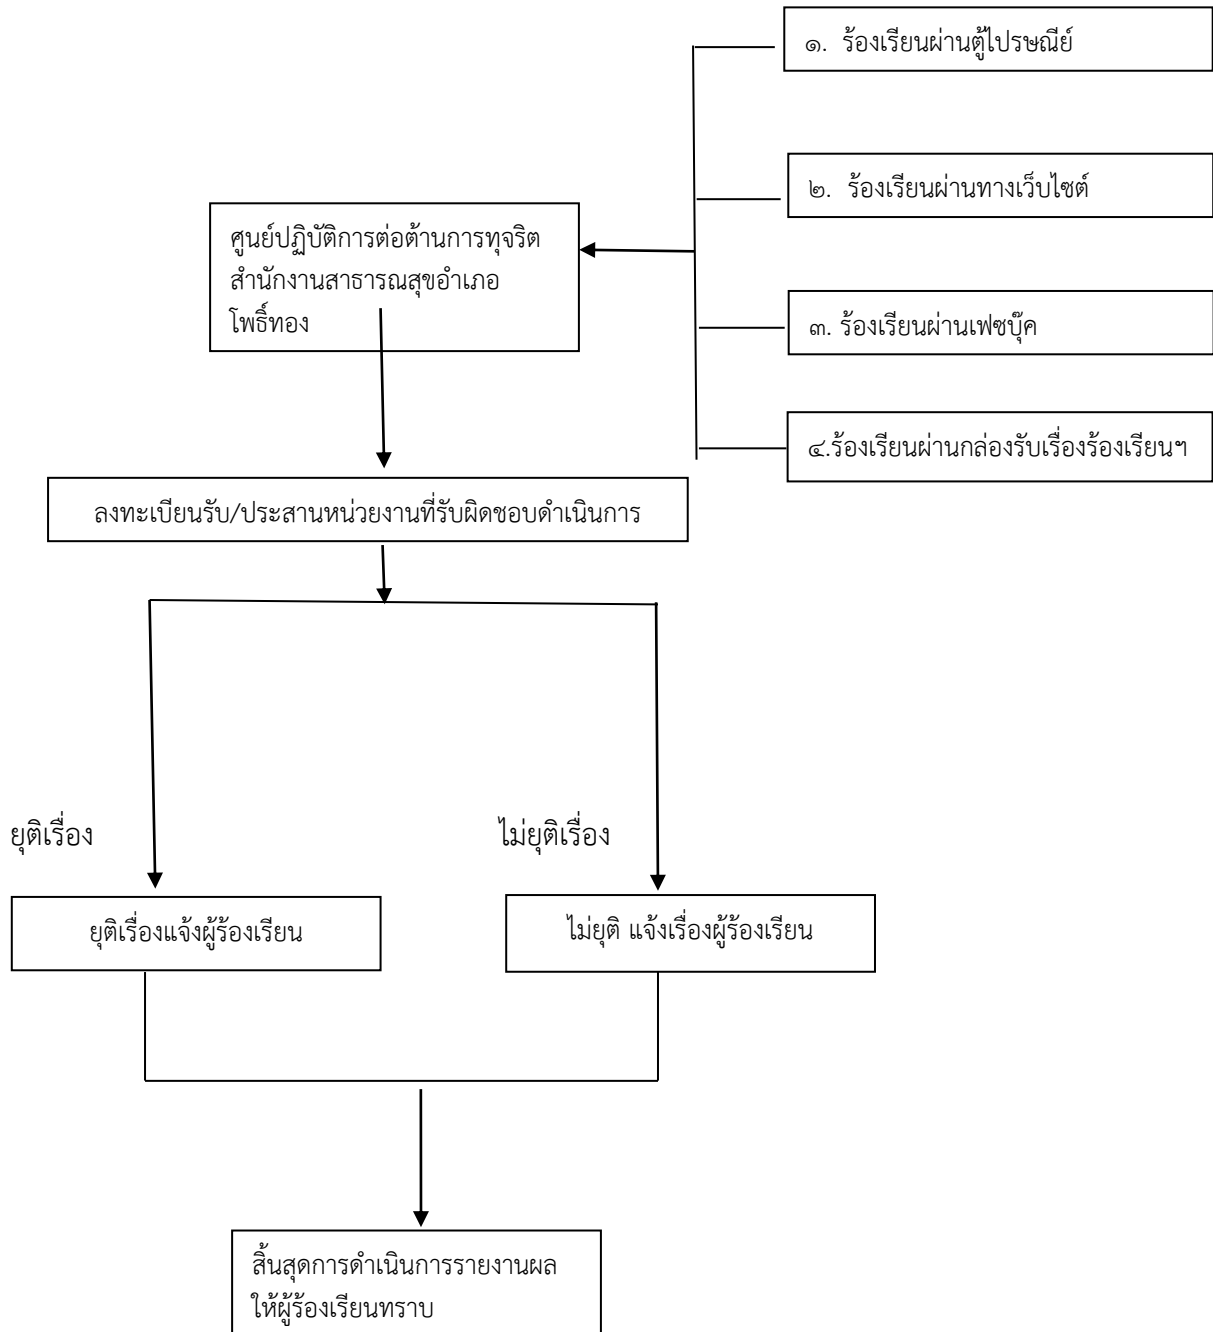 ๑. ร้องเรียนผ่านตู้ไปรษณีย์
๒. ร้องเรียนผ่านทางเว็บไซต์
ศูนย์ปฏิบัติการต่อต้านการทุจริต
สำนักงานสาธารณสุขอำเภอ
โพธิ์ทอง
๓. ร้องเรียนผ่านเฟซบุ๊ค
๔.ร้องเรียนผ่านกล่องรับเรื่องร้องเรียนฯ
ลงทะเบียนรับ/ประสานหน่วยงานที่รับผิดชอบดำเนินการ
ยุติเรื่อง
ไม่ยุติเรื่อง
ยุติเรื่องแจ้งผู้ร้องเรียน
ไม่ยุติ แจ้งเรื่องผู้ร้องเรียน
สิ้นสุดการดำเนินการรายงานผล
ให้ผู้ร้องเรียนทราบ